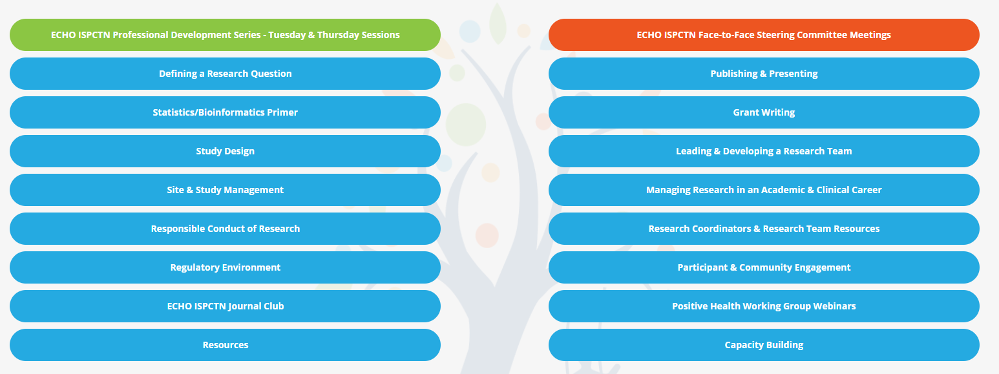 ECHO ISPCTN Professional Development Series - Tuesday & Thursday Sessions
Defining a Research Question
Statistics/Bioinformatics Primer
Study Design
Site & Study Management
Responsible Conduct of Research
Regulatory Environment
ECHO ISPCTN Journal Club
Resources
ECHO ISPCTN Face-to-Face Steering Committee Meetings
Publishing & Presenting
Grant Writing
Leading & Developing a Research Team
Managing Research in an Academic & Clinical Career
Research Coordinators & Research Team Resources
Participant & Community Engagement
Positive Health Working Group Webinars
Capacity Building